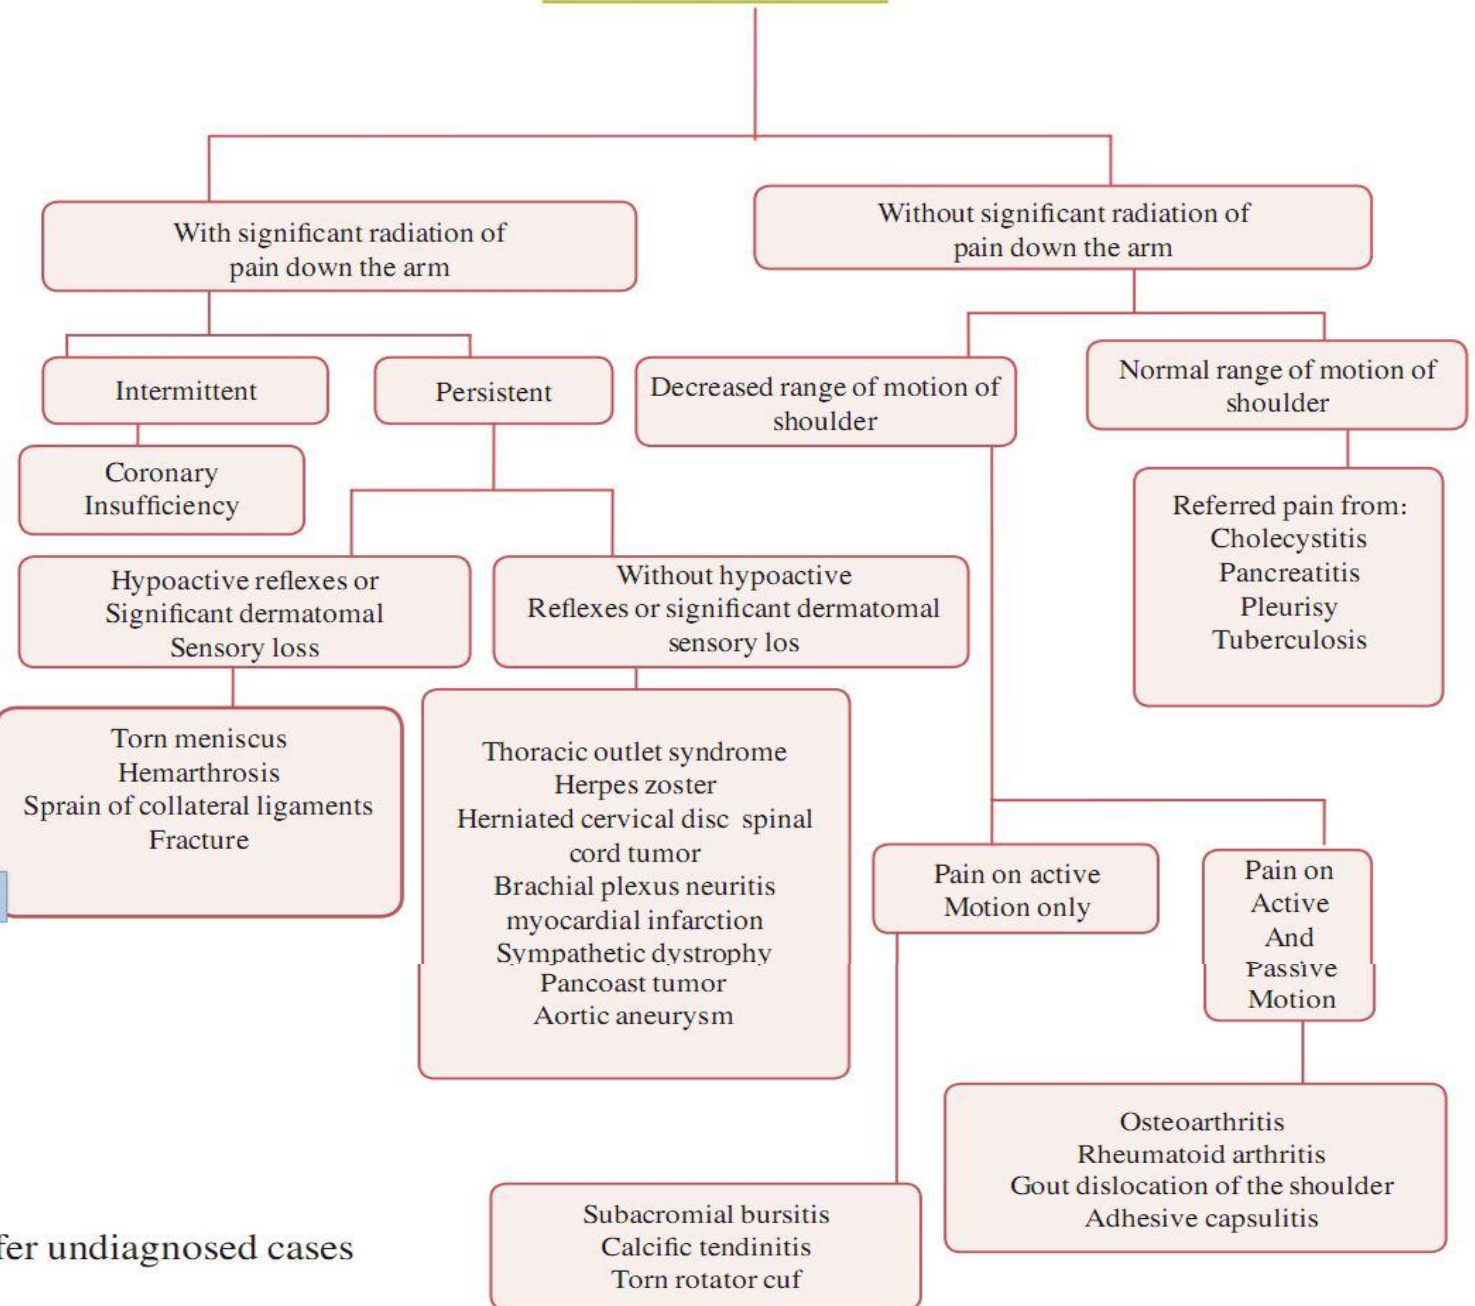 With significant radiation of
pain down the arm
Without significant radiation of
pain down the arm
Intermittent
Persistent
Decreased range of motion of
shoulder
Normal range of motion of
shoulder
Coronary
Insufficiency
Referred pain from:
Cholecystitis
Pancreatitis
Pleurisy
Tuberculosis
Hypoactive reflexes or
Significant dermatomal
Sensory loss
Without hypoactive
Reflexes or significant dermatomal
sensory los
Torn meniscus
Hemarthrosis
Sprain of collateral ligaments
Fracture
Thoracic outlet syndrome
Herpes zoster
Herniated cervical disc spinal
cord tumor
Brachial plexus neuritis
myocardial infarction
Sympathetic dystrophy
Pancoast tumor
Aortic aneurysm
Pain on active
Motion only
Pain on
Active
And
Passive
Motion
Osteoarthritis
Rheumatoid arthritis
Gout dislocation of the shoulder
Adhesive capsulitis
Subacromial bursitis
Calcific tendinitis
Torn rotator cuf
fer undiagnosed cases